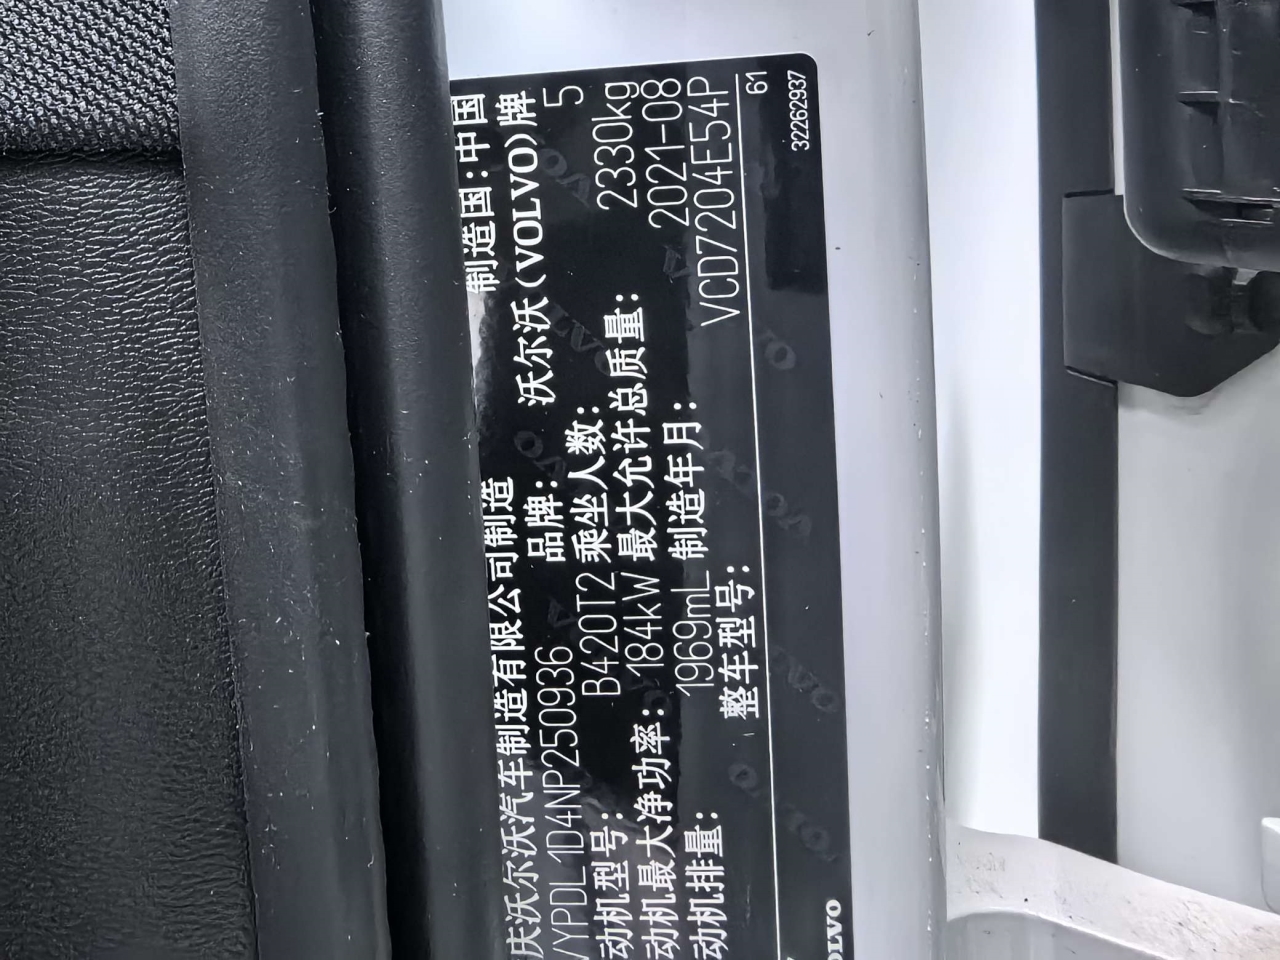 制造国:中国
庆沃尔沃汽车制造有限公司制造
YPDL1D4NP250936 品牌: 沃尔沃(VOLVO)牌
动机型号: B420T2 乘坐人数: 5
动机最大净功率: 184kW 最大允许总质量: 2330kg
动机排量: 1969mL 制造年月: 2021-08
整车型号: VCD7204E54P
61
OLVO 32262937